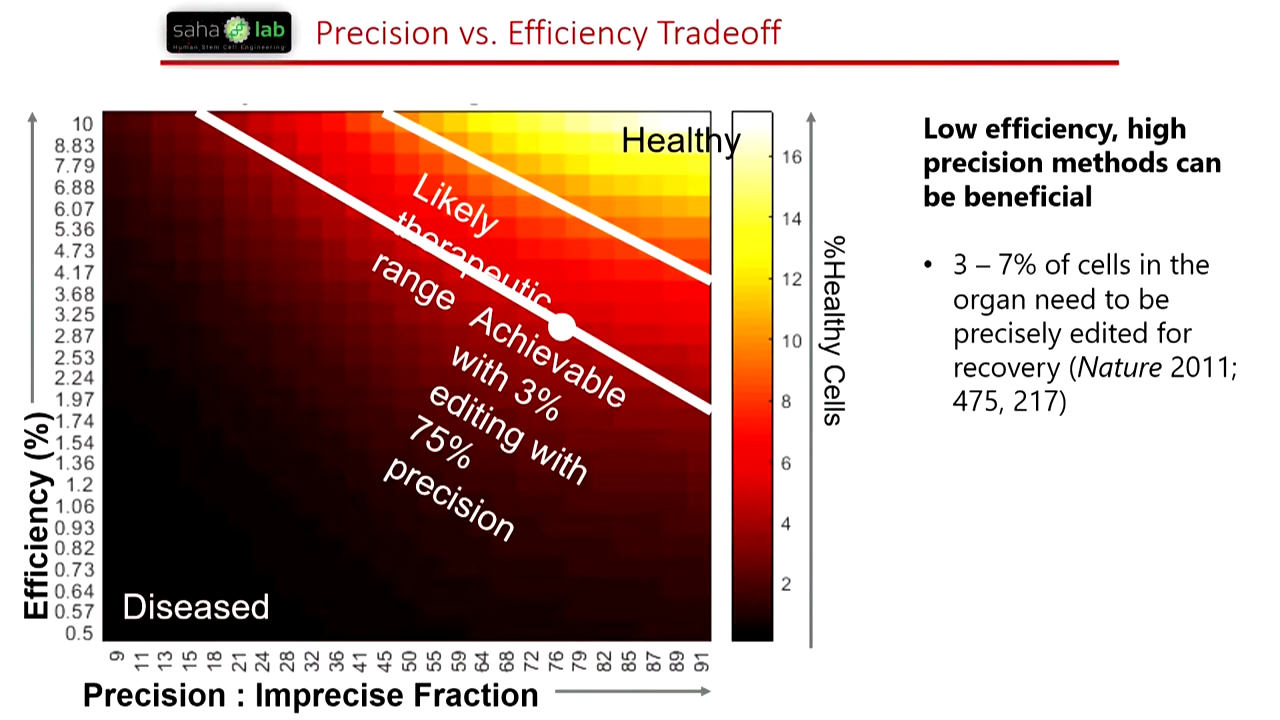 saha lab
Human Stem Cell Engineering
Precision vs. Efficiency Tradeoff
10
8.83
7.79
6.88
6.07
5.36
4.73
4.17
3.68
3.25
2.87
2.53
2.24
1.97
1.74
1.54
1.36
1.2
1.06
0.93
0.82
0.73
0.64
0.57
0.5
Efficiency (%)
Healthy
Likely
therapeutic
range
Achievable
with 3%
editing with
75%
precision
Diseased
9 11 13 15 18 21 24 28 32 36 41 45 50 55 59 64 68 72 76 79 82 85 87 89 91
Precision : Imprecise Fraction
16
14
12
10
8
6
4
2
%Healthy Cells
Low efficiency, high
precision methods can
be beneficial
• 3 – 7% of cells in the
organ need to be
precisely edited for
recovery (Nature 2011;
475, 217)